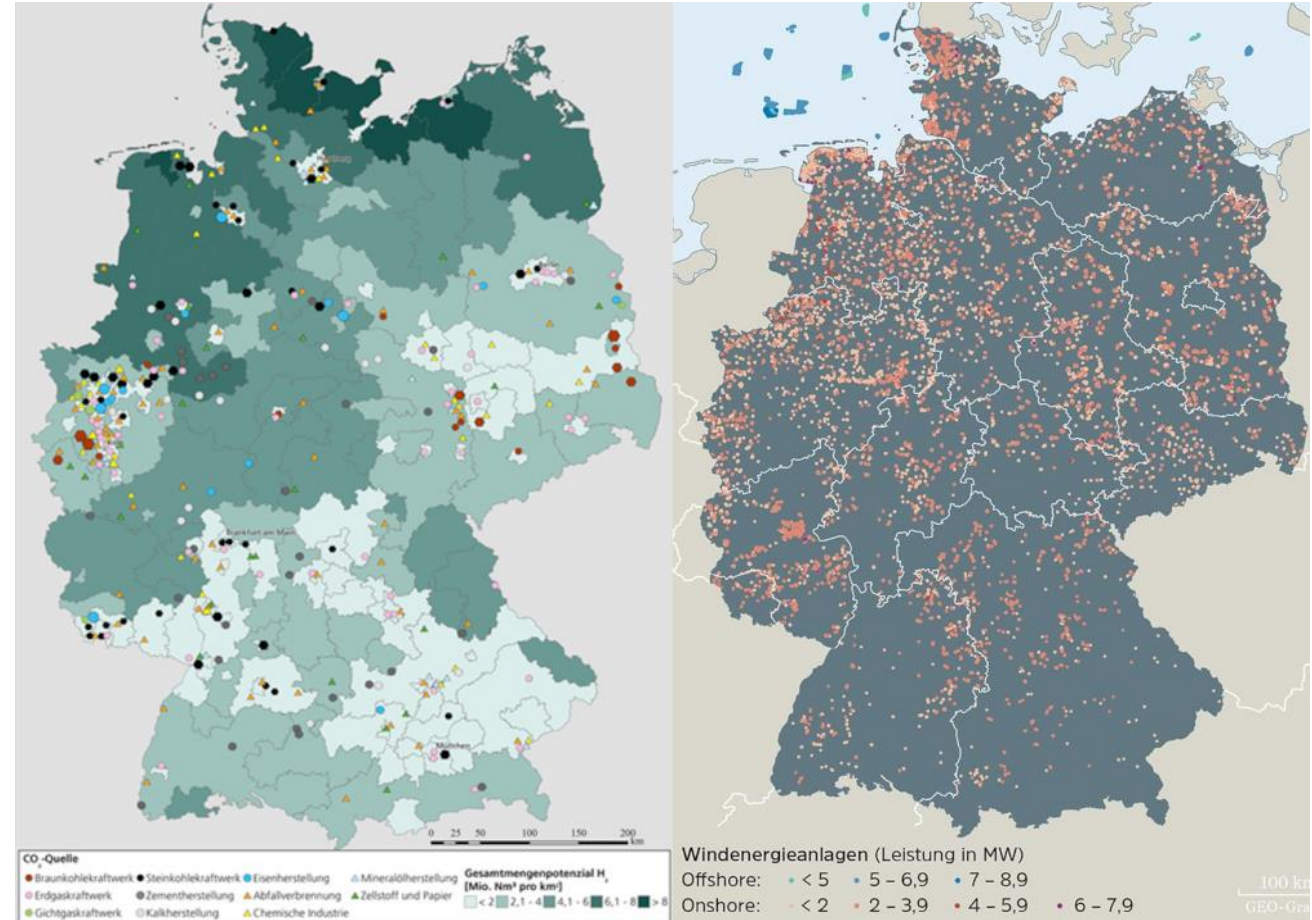 Frankfurt am Main
München
0 25 50 100 150 200
km
CO₂-Quelle
Braunkohlekraftwerk Steinkohlekraftwerk Eisenherstellung Mineralölherstellung
Erdgaskraftwerk Zementherstellung Abfallverbrennung Zellstoff und Papier
Gichtgaskraftwerk Kalkherstellung Chemische Industrie
Gesamtmengenpotenzial H₂
[Mio. Nm³ pro km²]
< 2 2,1 - 4 4,1 - 6 6,1 - 8 > 8
Windenergieanlagen (Leistung in MW)
Offshore: < 5 5 – 6,9 7 – 8,9
Onshore: < 2 2 – 3,9 4 – 5,9 6 – 7,9
100 km